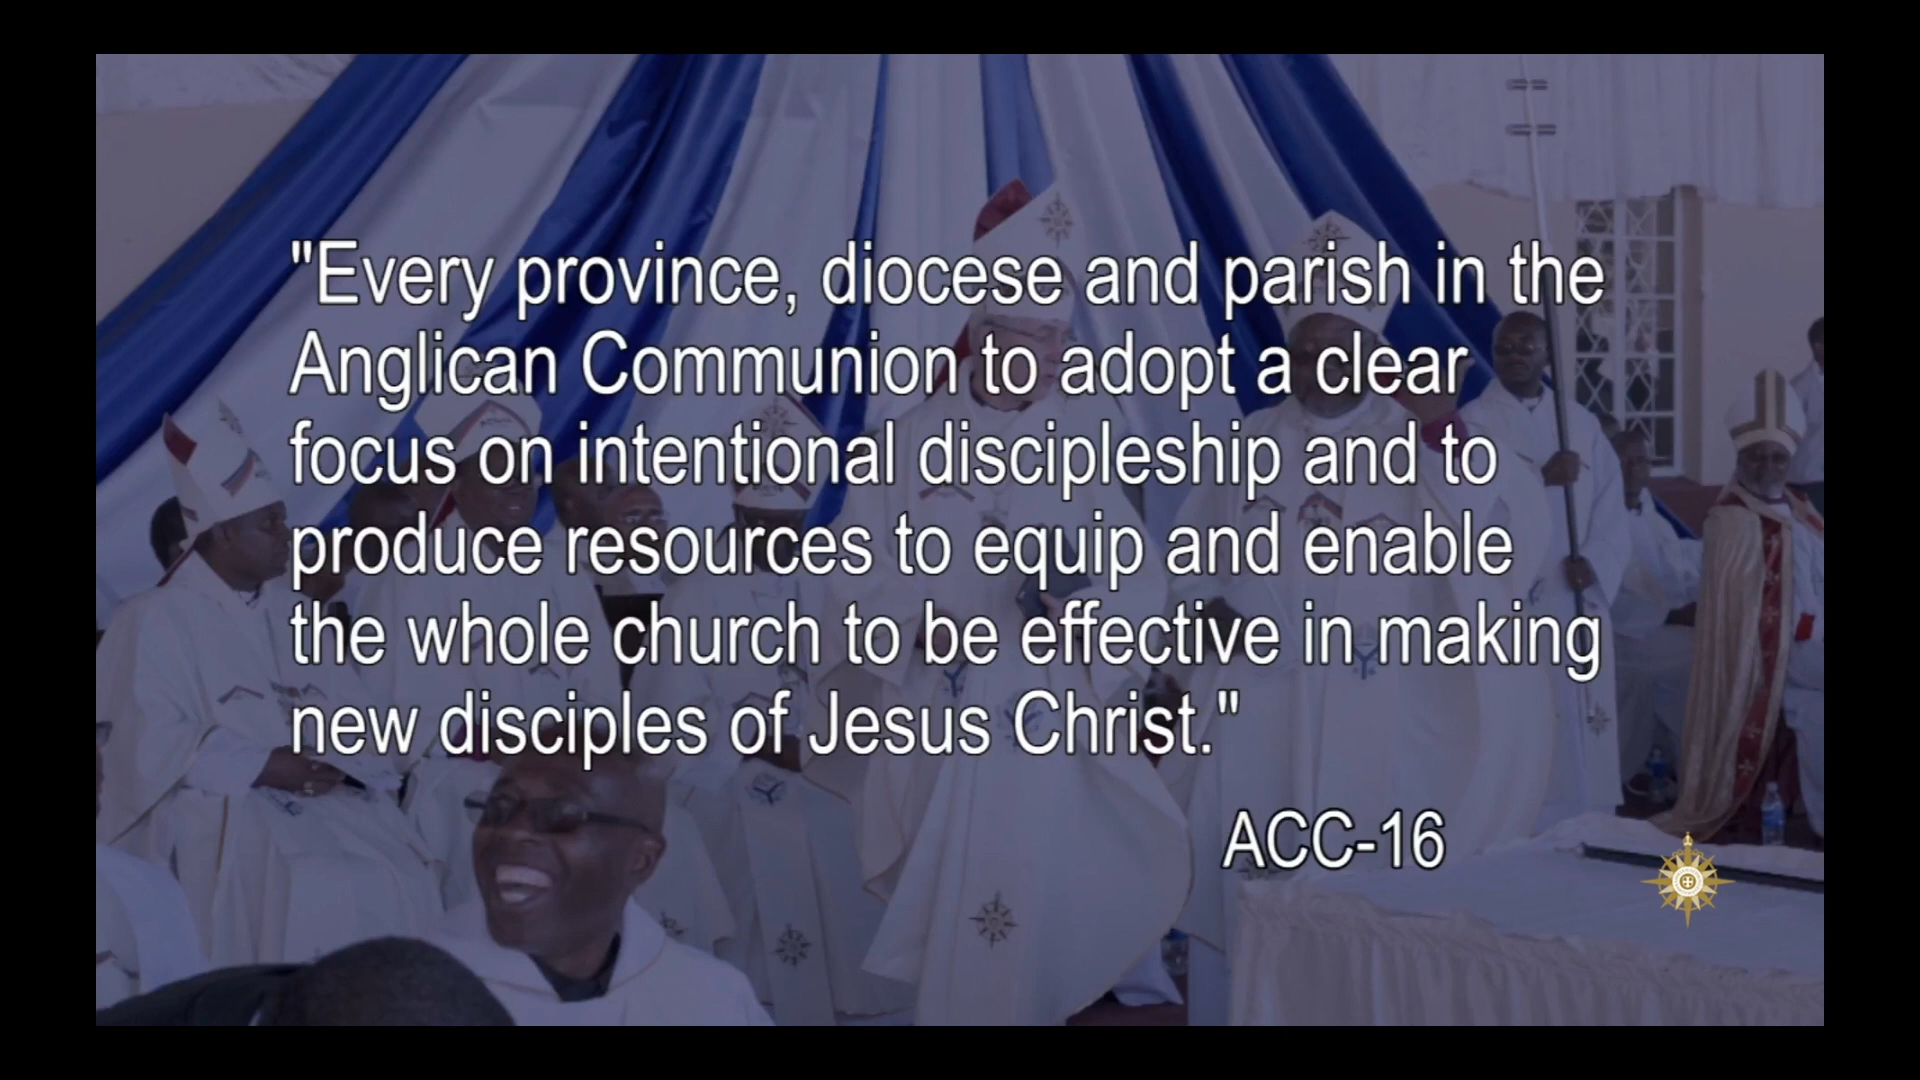 "Every province, diocese and parish in the
Anglican Communion to adopt a clear
focus on intentional discipleship and to
produce resources to equip and enable
the whole church to be effective in making
new disciples of Jesus Christ."
ACC-16